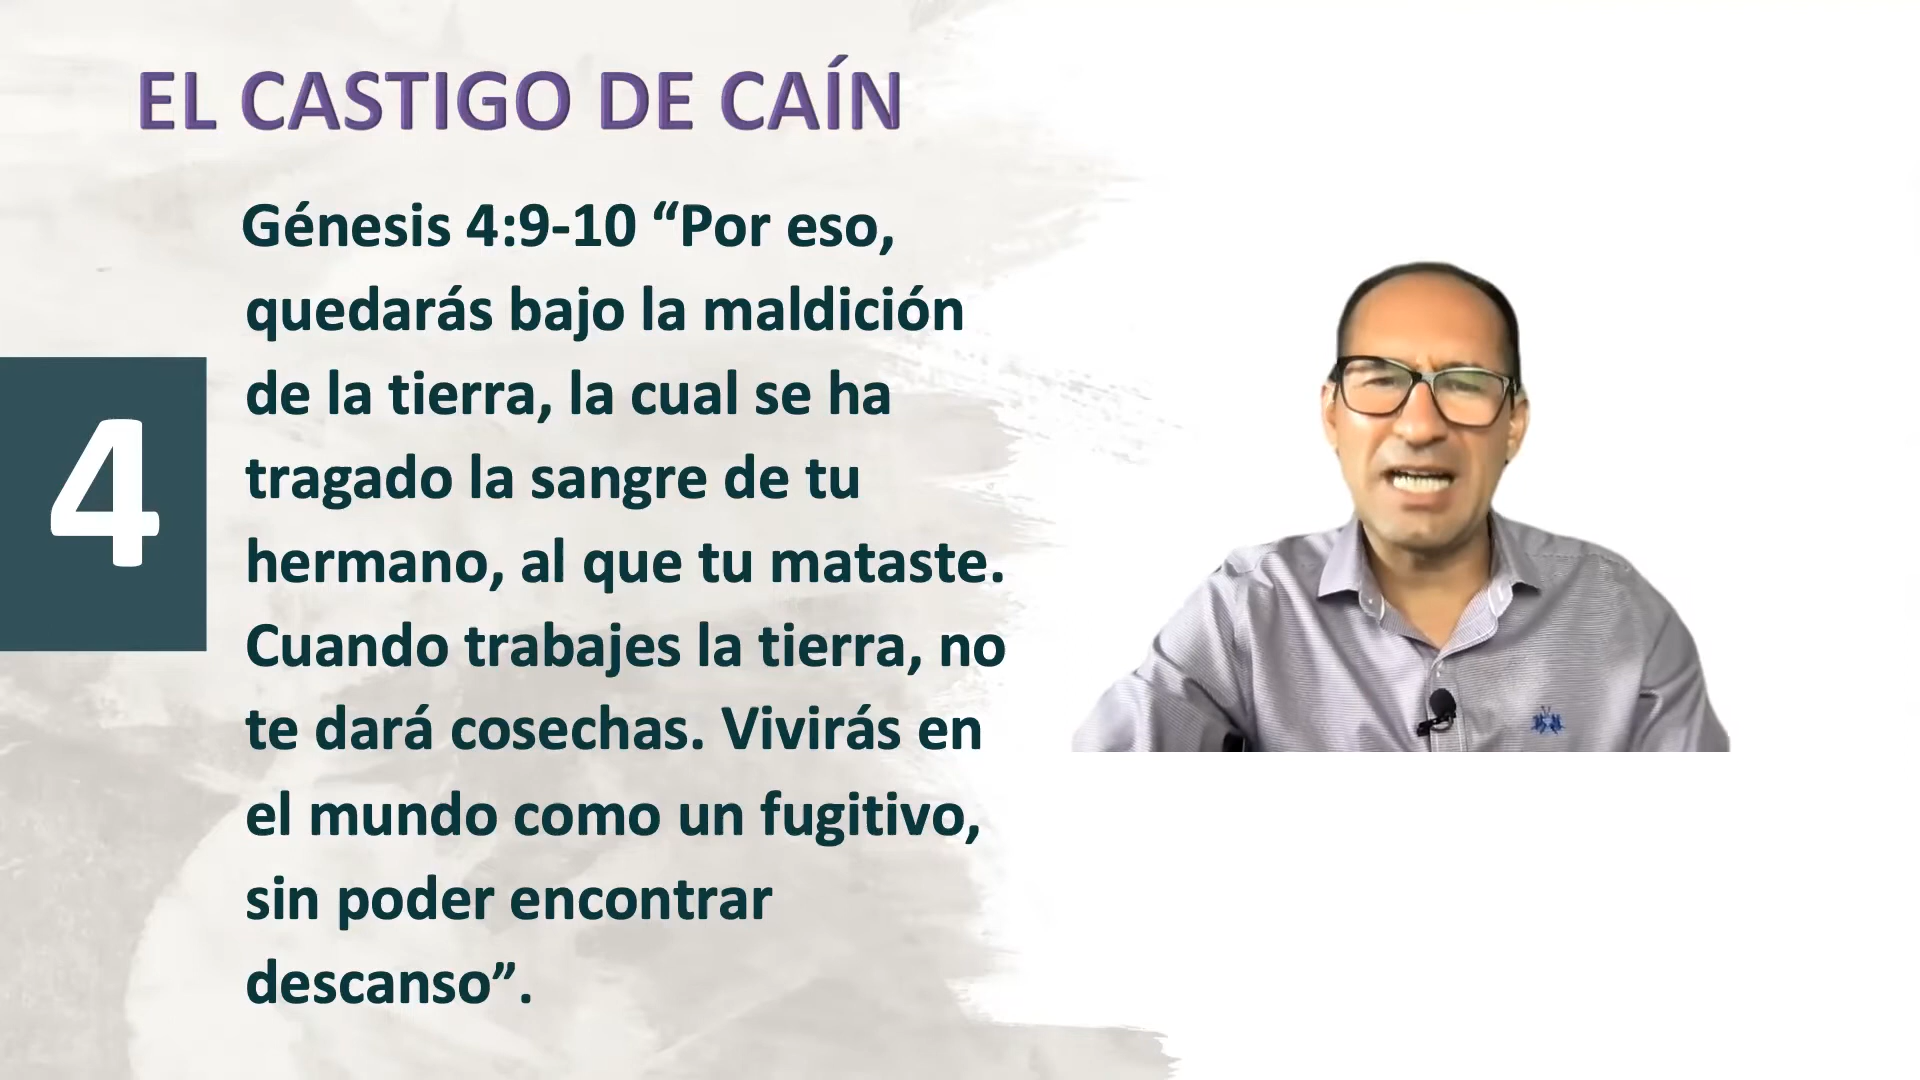 EL CASTIGO DE CAÍN
Génesis 4:9-10 “Por eso,
quedarás bajo la maldición
de la tierra, la cual se ha
tragado la sangre de tu
hermano, al que tu mataste.
Cuando trabajes la tierra, no
te dará cosechas. Vivirás en
el mundo como un fugitivo,
sin poder encontrar
descanso”.
4